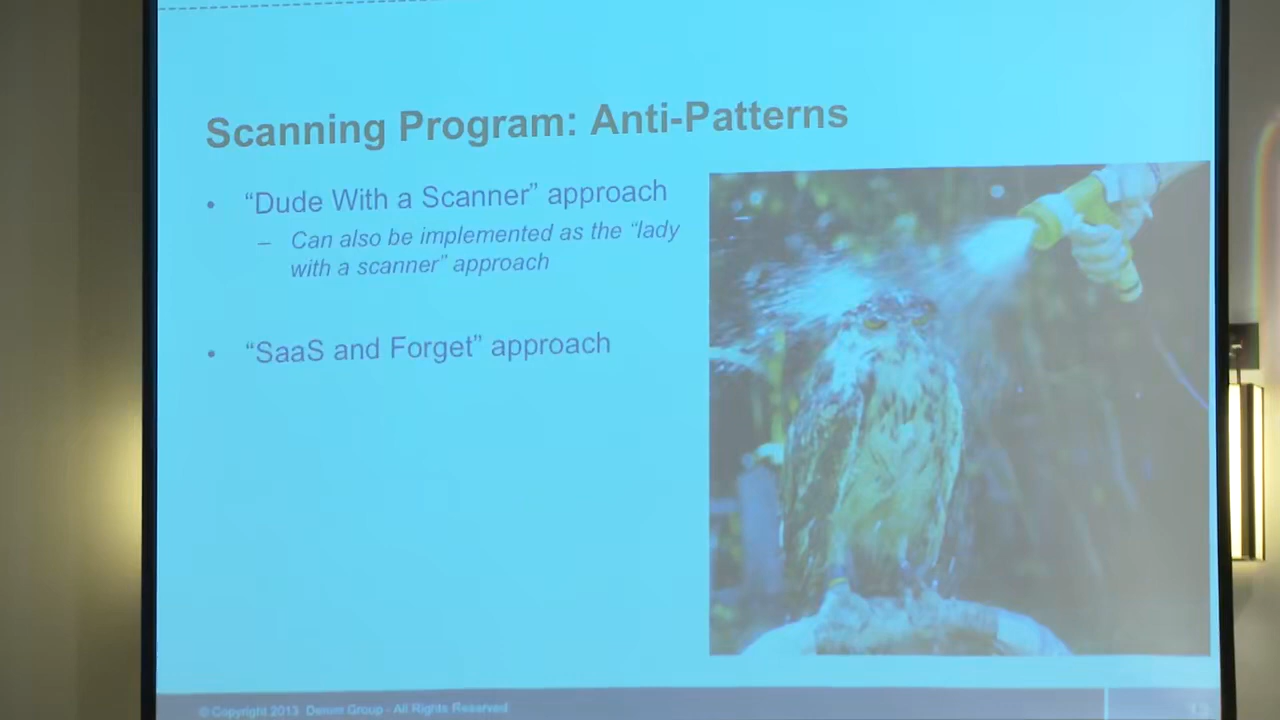 Scanning Program: Anti-Patterns
• “Dude With a Scanner” approach
– Can also be implemented as the “lady
with a scanner” approach
• “SaaS and Forget” approach
© Copyright 2013 Denim Group - All Rights Reserved